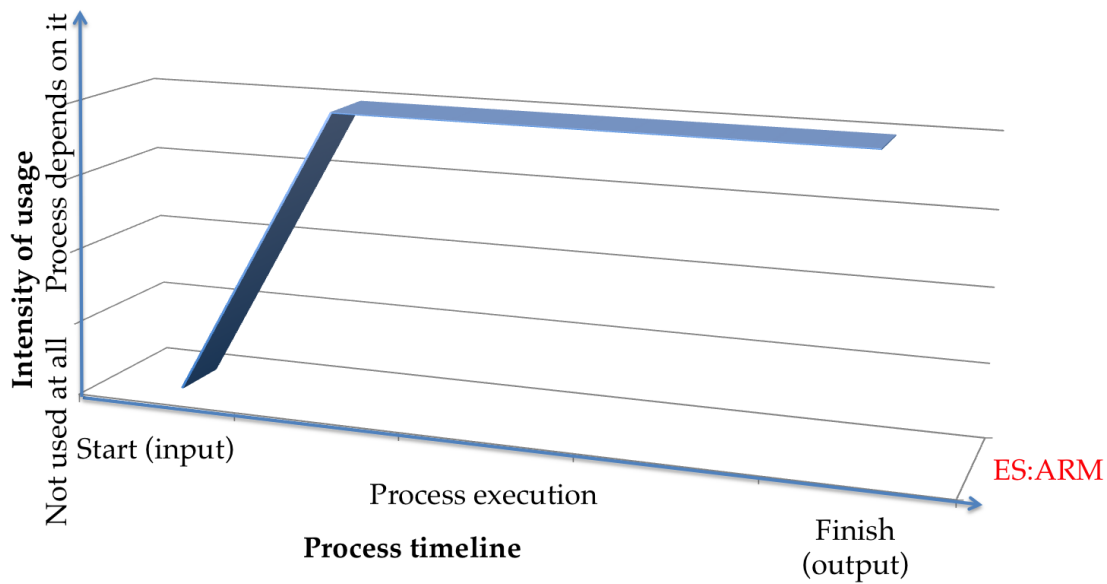 Intensity of usage
Not used at all
Process depends on it
Start (input)
Process execution
Finish
(output)
Process timeline
ES:ARM